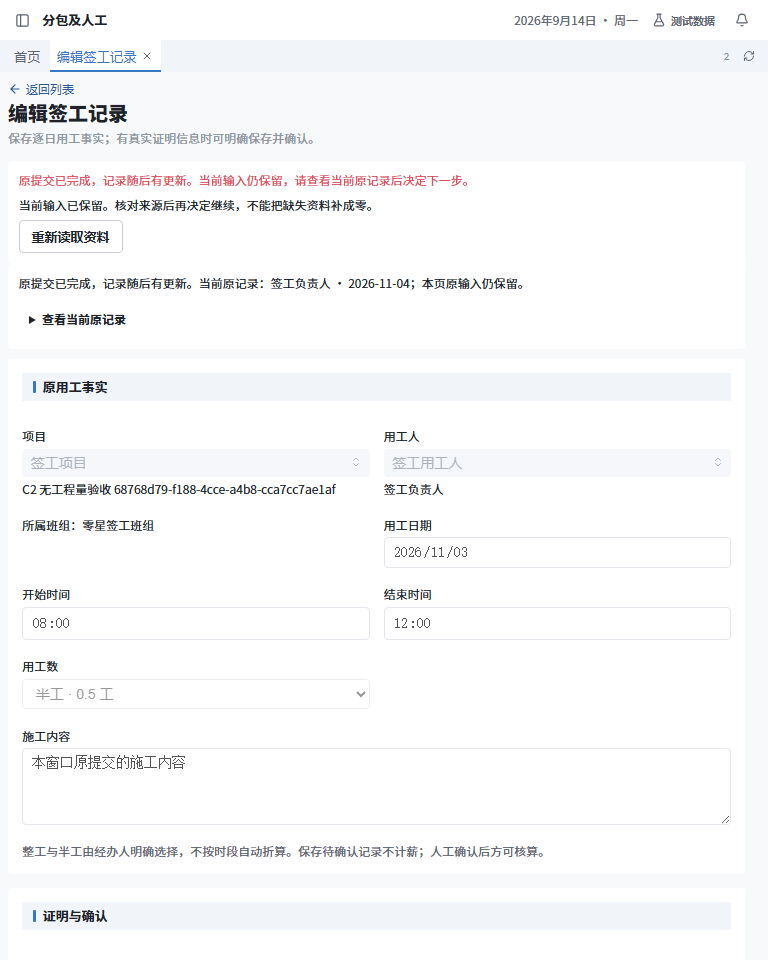 分包及人工
2026年9月14日 · 周一
测试数据
首页
编辑签工记录 ×
2
← 返回列表
编辑签工记录
保存逐日用工事实；有真实证明信息时可明确保存并确认。
原提交已完成，记录随后有更新。当前输入仍保留，请查看当前原记录后决定下一步。
当前输入已保留。核对来源后再决定继续，不能把缺失资料补成零。
重新读取资料
原提交已完成，记录随后有更新。当前原记录：签工负责人 · 2026-11-04；本页原输入仍保留。
▶ 查看当前原记录
原用工事实
项目
用工人
签工项目
签工用工人
C2 无工程量验收 68768d79-f188-4cce-a4b8-cca7cc7ae1af
签工负责人
所属班组：零星签工班组
用工日期
2026/11/03
开始时间
结束时间
08:00
12:00
用工数
半工 · 0.5 工
施工内容
本窗口原提交的施工内容
整工与半工由经办人明确选择，不按时段自动折算。保存待确认记录不计薪；人工确认后方可核算。
证明与确认